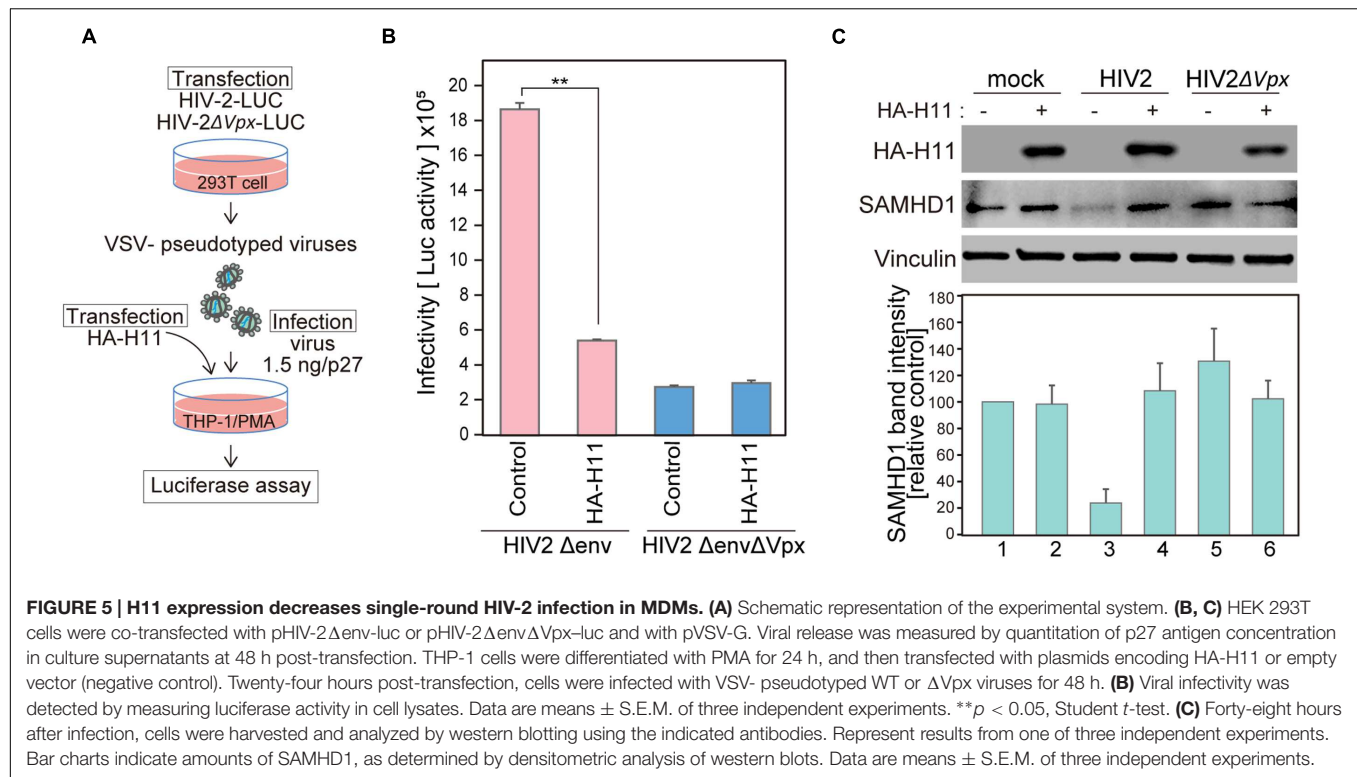 A
Transfection
HIV-2-LUC
HIV-2ΔVpx-LUC
293T cell
VSV- pseudotyped viruses
Transfection
HA-H11
Infection
virus
1.5 ng/p27
THP-1/PMA
Luciferase assay
B
Infectivity [ Luc activity ] x10⁵
20
18
16
14
12
10
8
6
4
2
0
**
Control
HA-H11
Control
HA-H11
HIV2 Δenv
HIV2 ΔenvΔVpx
C
mock HIV2 HIV2ΔVpx
HA-H11 : - + - + - +
HA-H11
SAMHD1
Vinculin
SAMHD1 band intensity
[relative control]
180
160
140
120
100
80
60
40
20
0
1 2 3 4 5 6
FIGURE 5 | H11 expression decreases single-round HIV-2 infection in MDMs. (A) Schematic representation of the experimental system. (B, C) HEK 293T
cells were co-transfected with pHIV-2Δenv-luc or pHIV-2ΔenvΔVpx–luc and with pVSV-G. Viral release was measured by quantitation of p27 antigen concentration
in culture supernatants at 48 h post-transfection. THP-1 cells were differentiated with PMA for 24 h, and then transfected with plasmids encoding HA-H11 or empty
vector (negative control). Twenty-four hours post-transfection, cells were infected with VSV- pseudotyped WT or ΔVpx viruses for 48 h. (B) Viral infectivity was
detected by measuring luciferase activity in cell lysates. Data are means ± S.E.M. of three independent experiments. **p < 0.05, Student t-test. (C) Forty-eight hours
after infection, cells were harvested and analyzed by western blotting using the indicated antibodies. Represent results from one of three independent experiments.
Bar charts indicate amounts of SAMHD1, as determined by densitometric analysis of western blots. Data are means ± S.E.M. of three independent experiments.